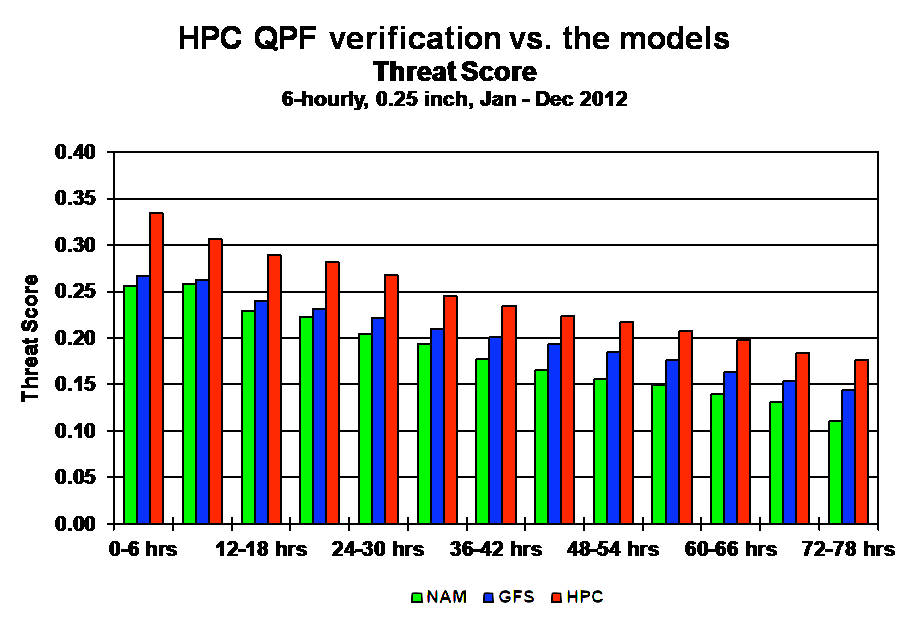 HPC QPF verification vs. the models
Threat Score
6-hourly, 0.25 inch, Jan - Dec 2012
0.40
0.35
0.30
0.25
0.20
0.15
0.10
0.05
0.00
Threat Score
0-6 hrs 12-18 hrs 24-30 hrs 36-42 hrs 48-54 hrs 60-66 hrs 72-78 hrs
NAM GFS HPC